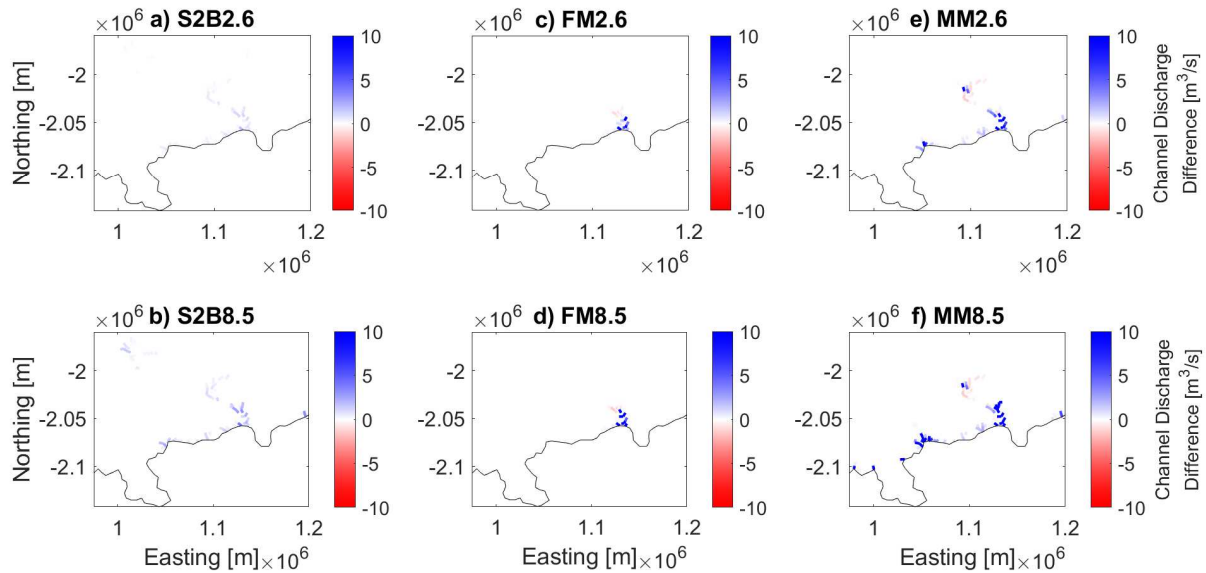 ×10⁶ a) S2B2.6
Northing [m]
-2
-2.05
-2.1
1 1.1 1.2
×10⁶
10
5
0
-5
-10
×10⁶ c) FM2.6
-2
-2.05
-2.1
1 1.1 1.2
×10⁶
10
5
0
-5
-10
×10⁶ e) MM2.6
-2
-2.05
-2.1
1 1.1 1.2
×10⁶
10
5
0
-5
-10
Channel Discharge
Difference [m³/s]
×10⁶ b) S2B8.5
Northing [m]
-2
-2.05
-2.1
1 1.1 1.2
Easting [m] ×10⁶
10
5
0
-5
-10
×10⁶ d) FM8.5
-2
-2.05
-2.1
1 1.1 1.2
Easting [m] ×10⁶
10
5
0
-5
-10
×10⁶ f) MM8.5
-2
-2.05
-2.1
1 1.1 1.2
Easting [m] ×10⁶
10
5
0
-5
-10
Channel Discharge
Difference [m³/s]